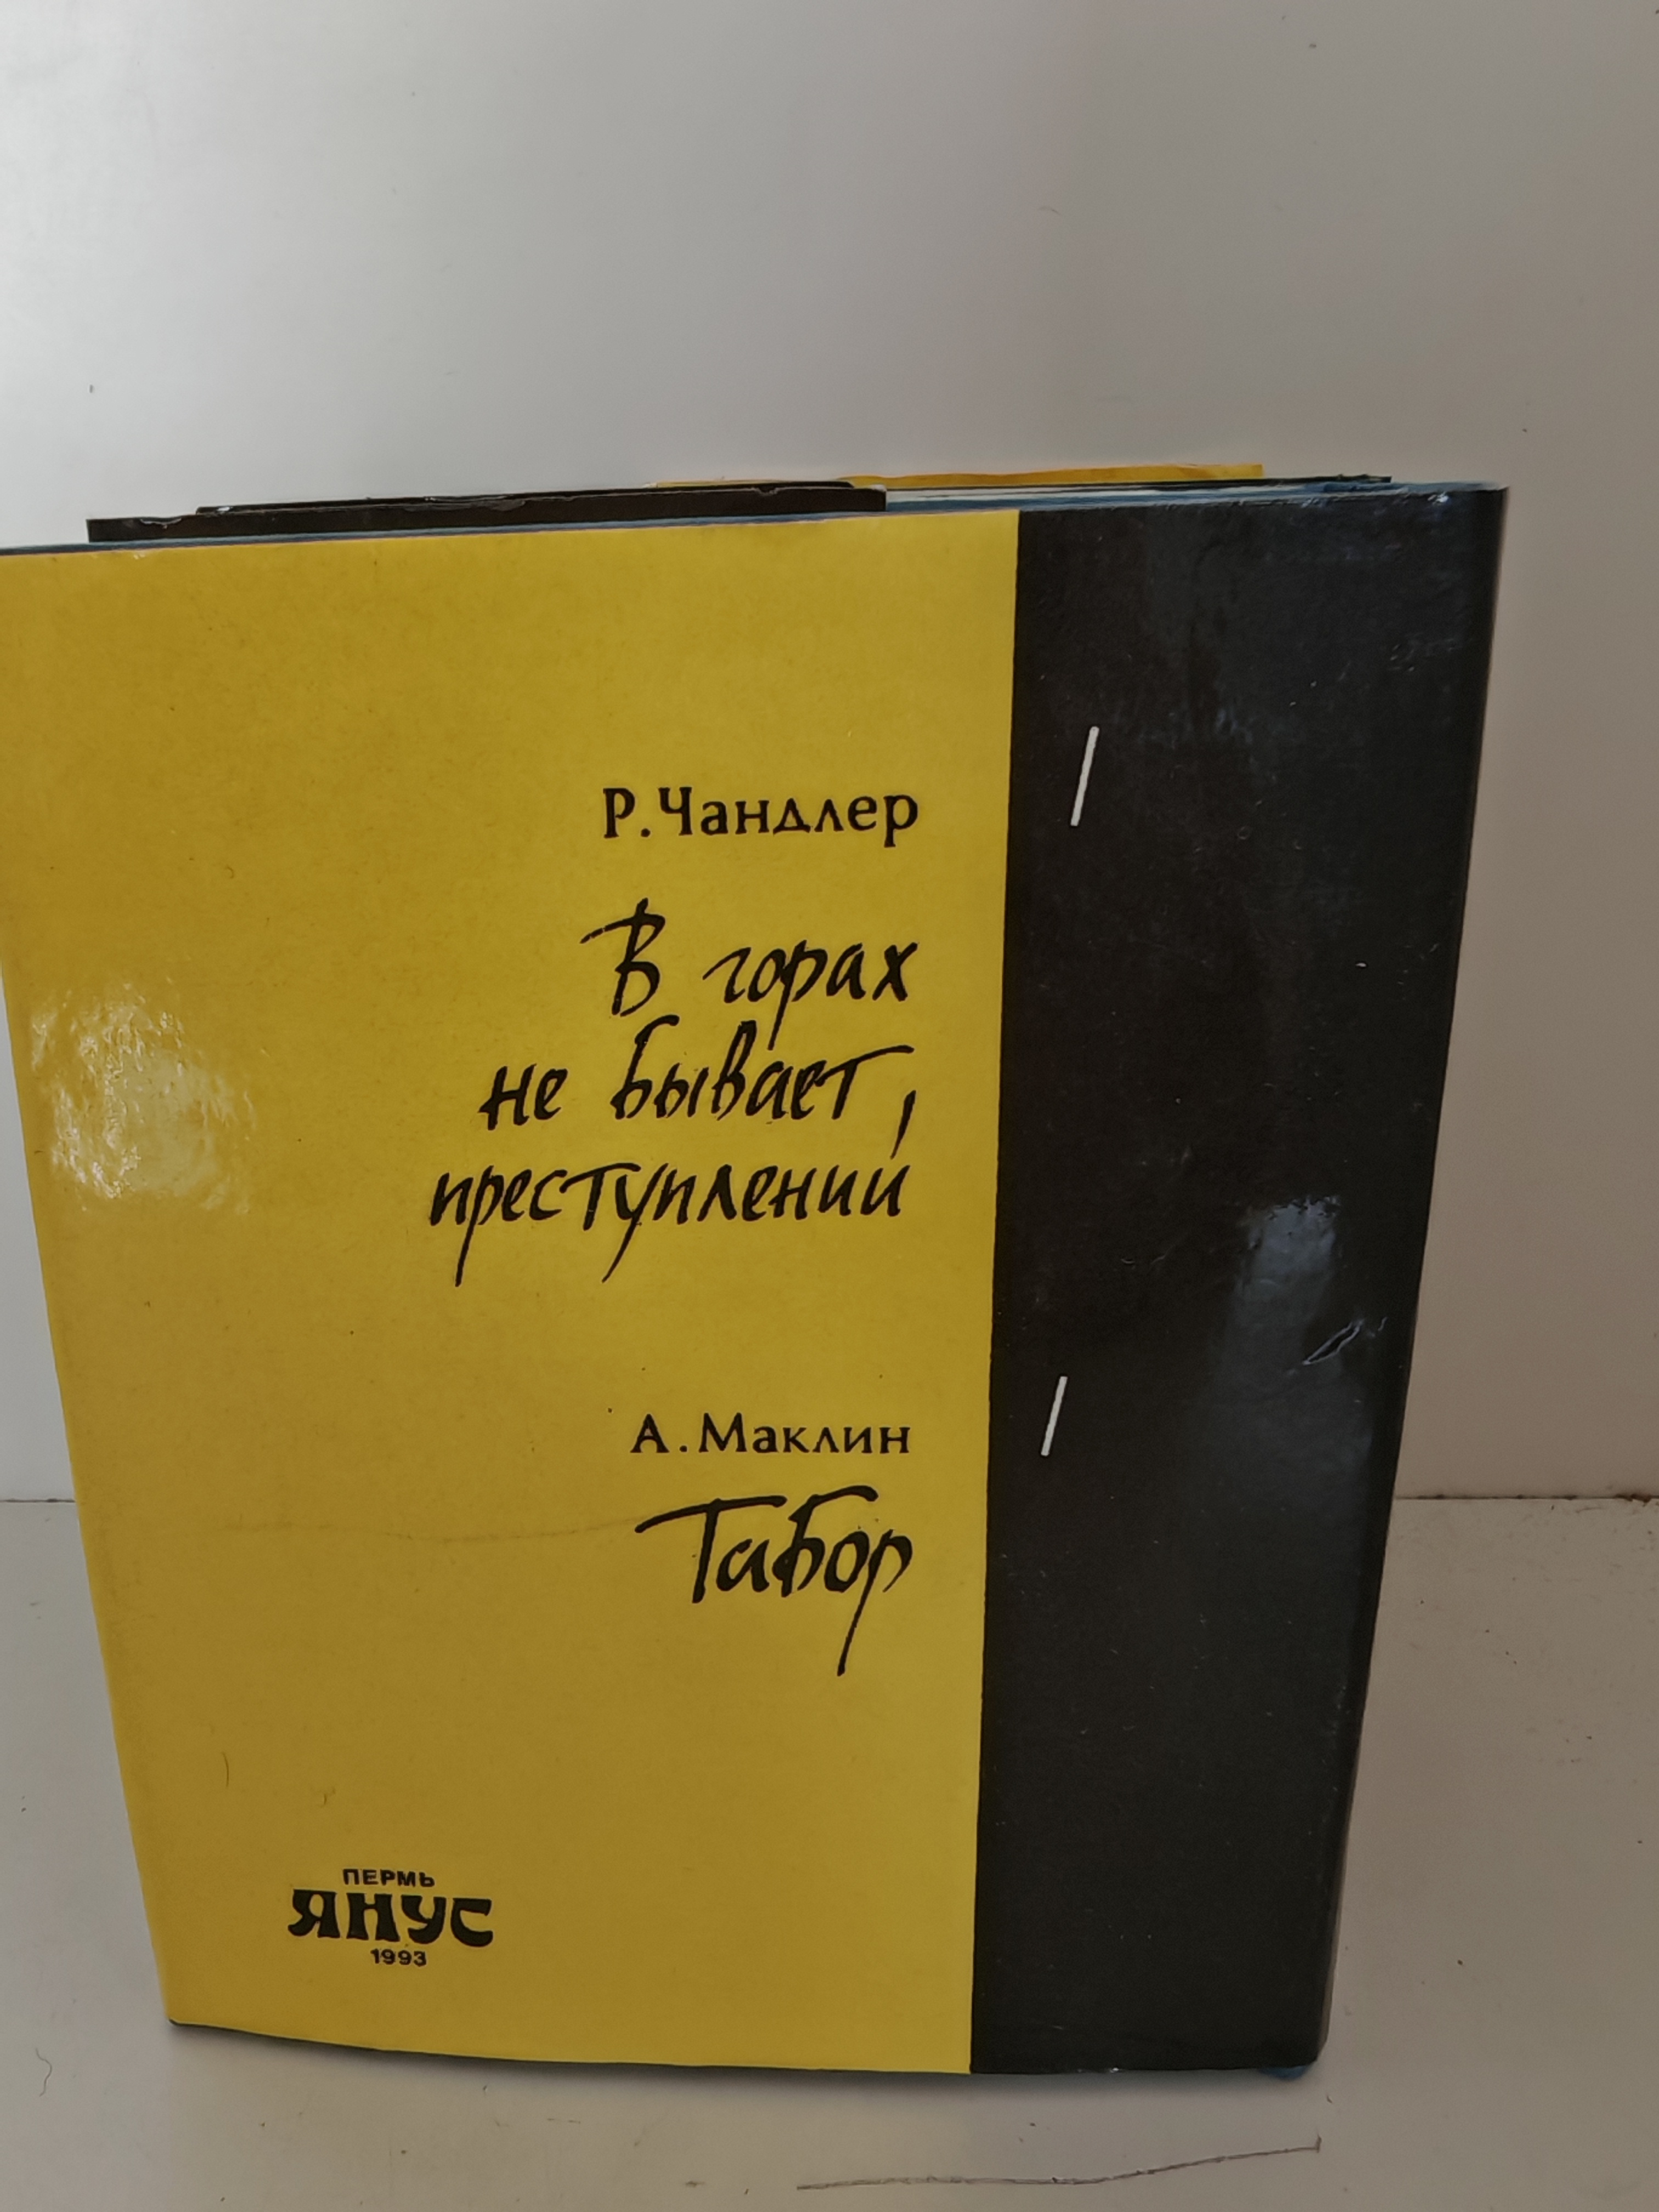 Р.Чандлер
В горах
не бывает
преступлений
А.Маклин
Табор
ПЕРМЬ
ЯНУС
1993